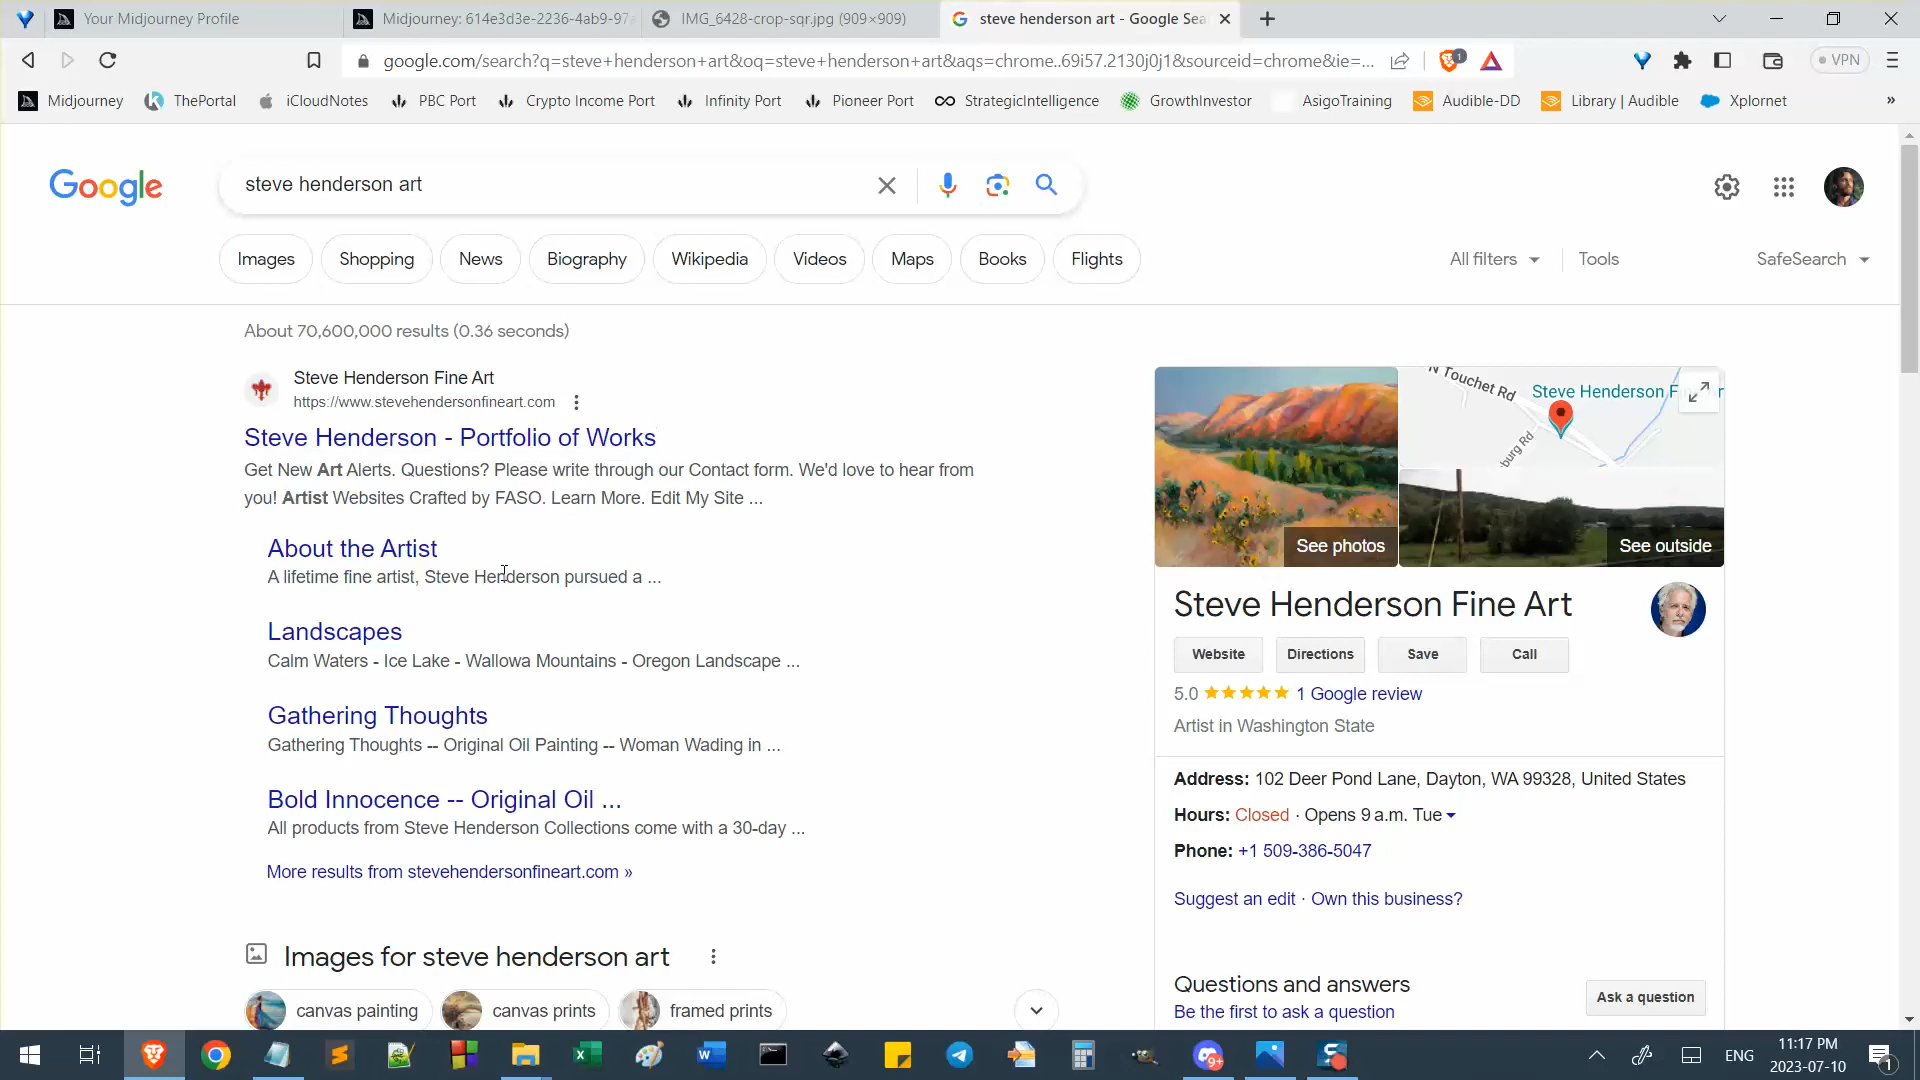 Your Midjourney Profile
Midjourney: 614e3d3e-2236-4ab9-97a
IMG_6428-crop-sqr.jpg (909×909)
steve henderson art - Google Sea
google.com/search?q=steve+henderson+art&oq=steve+henderson+art&aqs=chrome..69i57.2130j0j1&sourceid=chrome&ie=...
1
VPN
Midjourney
ThePortal
iCloudNotes
PBC Port
Crypto Income Port
Infinity Port
Pioneer Port
StrategicIntelligence
GrowthInvestor
AsigoTraining
Audible-DD
Library | Audible
Xplornet
»
Google
steve henderson art
Images
Shopping
News
Biography
Wikipedia
Videos
Maps
Books
Flights
All filters
Tools
SafeSearch
About 70,600,000 results (0.36 seconds)
Steve Henderson Fine Art
https://www.stevehendersonfineart.com
Steve Henderson - Portfolio of Works
Get New Art Alerts. Questions? Please write through our Contact form. We'd love to hear from
you! Artist Websites Crafted by FASO. Learn More. Edit My Site ...
About the Artist
A lifetime fine artist, Steve Henderson pursued a ...
Landscapes
Calm Waters - Ice Lake - Wallowa Mountains - Oregon Landscape ...
Gathering Thoughts
Gathering Thoughts -- Original Oil Painting -- Woman Wading in ...
Bold Innocence -- Original Oil ...
All products from Steve Henderson Collections come with a 30-day ...
More results from stevehendersonfineart.com »
Images for steve henderson art
canvas painting
canvas prints
framed prints
N Touchet Rd
Steve Henderson F
r
burg Rd
See photos
See outside
Steve Henderson Fine Art
Website
Directions
Save
Call
5.0
1 Google review
Artist in Washington State
Address: 102 Deer Pond Lane, Dayton, WA 99328, United States
Hours: Closed · Opens 9 a.m. Tue
Phone: +1 509-386-5047
Suggest an edit · Own this business?
Questions and answers
Be the first to ask a question
Ask a question
9+
ENG
11:17 PM
2023-07-10
1